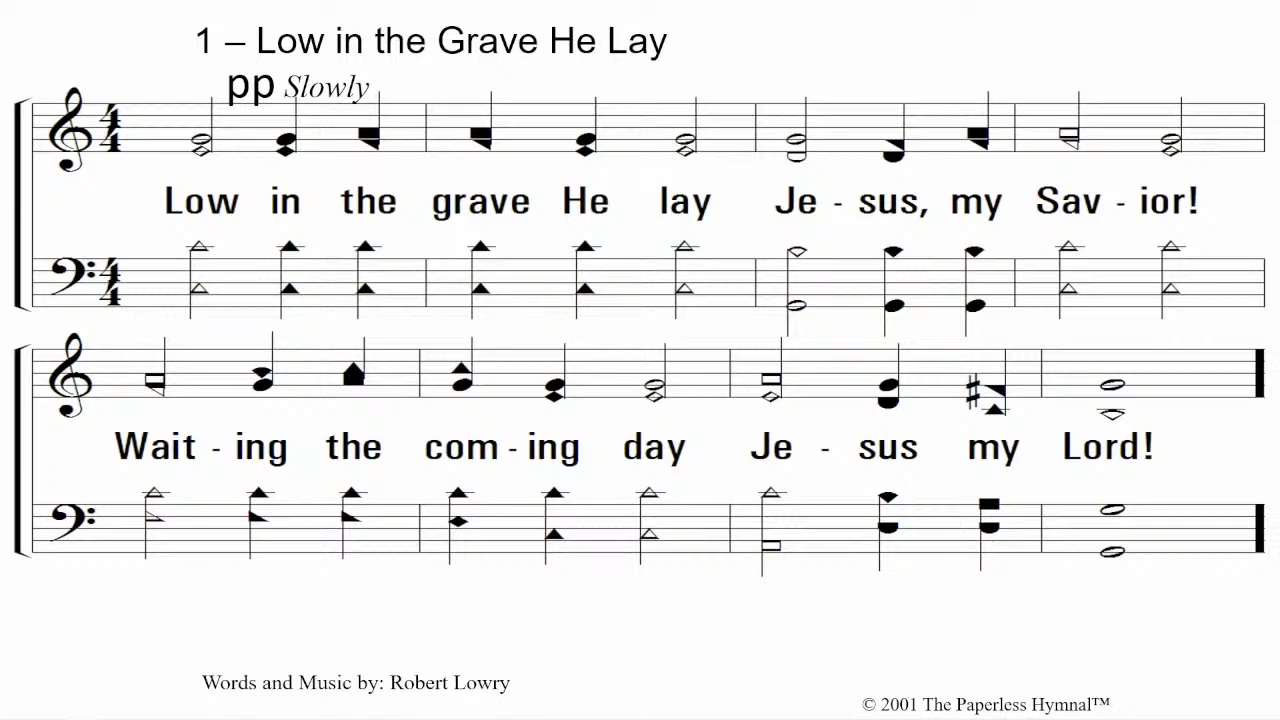 1 – Low in the Grave He Lay
pp Slowly
Low in the grave He lay Je - sus, my Sav - ior!
Wait - ing the com - ing day Je - sus my Lord!
Words and Music by: Robert Lowry
© 2001 The Paperless Hymnal™